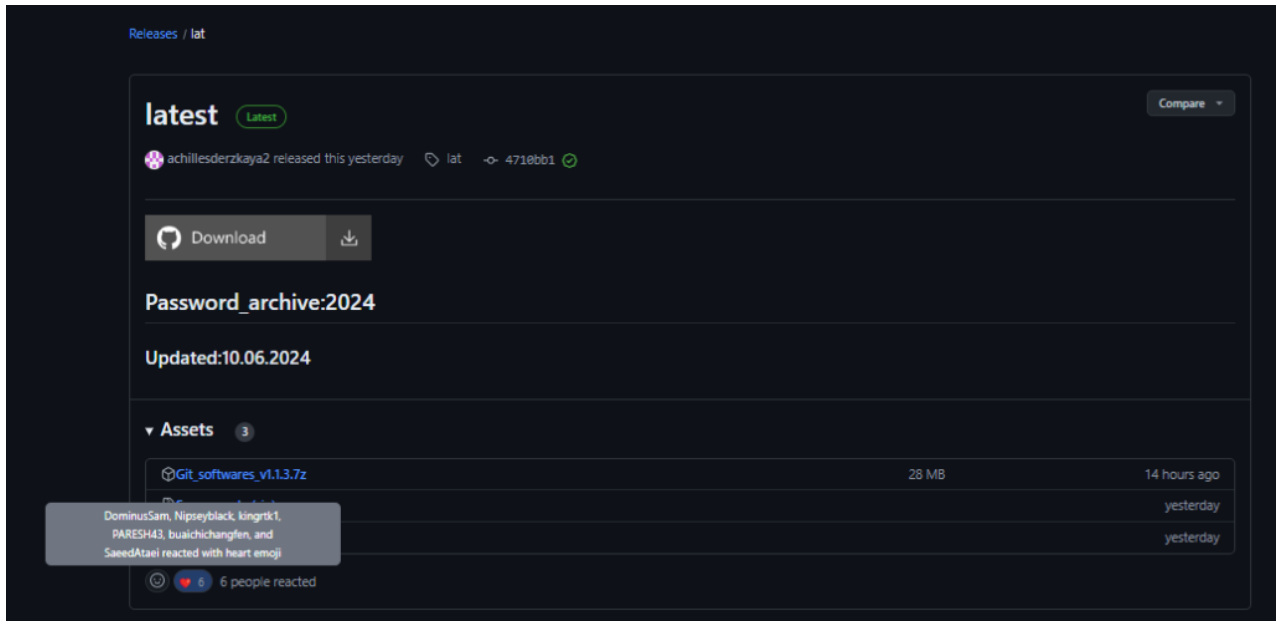 Releases / lat
latest Latest
Compare
achillesderzkaya2 released this yesterday lat 4710bb1
Download
Password_archive:2024
Updated:10.06.2024
Assets 3
Git_softwares_v1.1.3.7z 28 MB 14 hours ago
yesterday
yesterday
DominusSam, Nipseyblack, kingrtk1,
PARESH43, buaichichangfen, and
SaeedAtaei reacted with heart emoji
6 6 people reacted